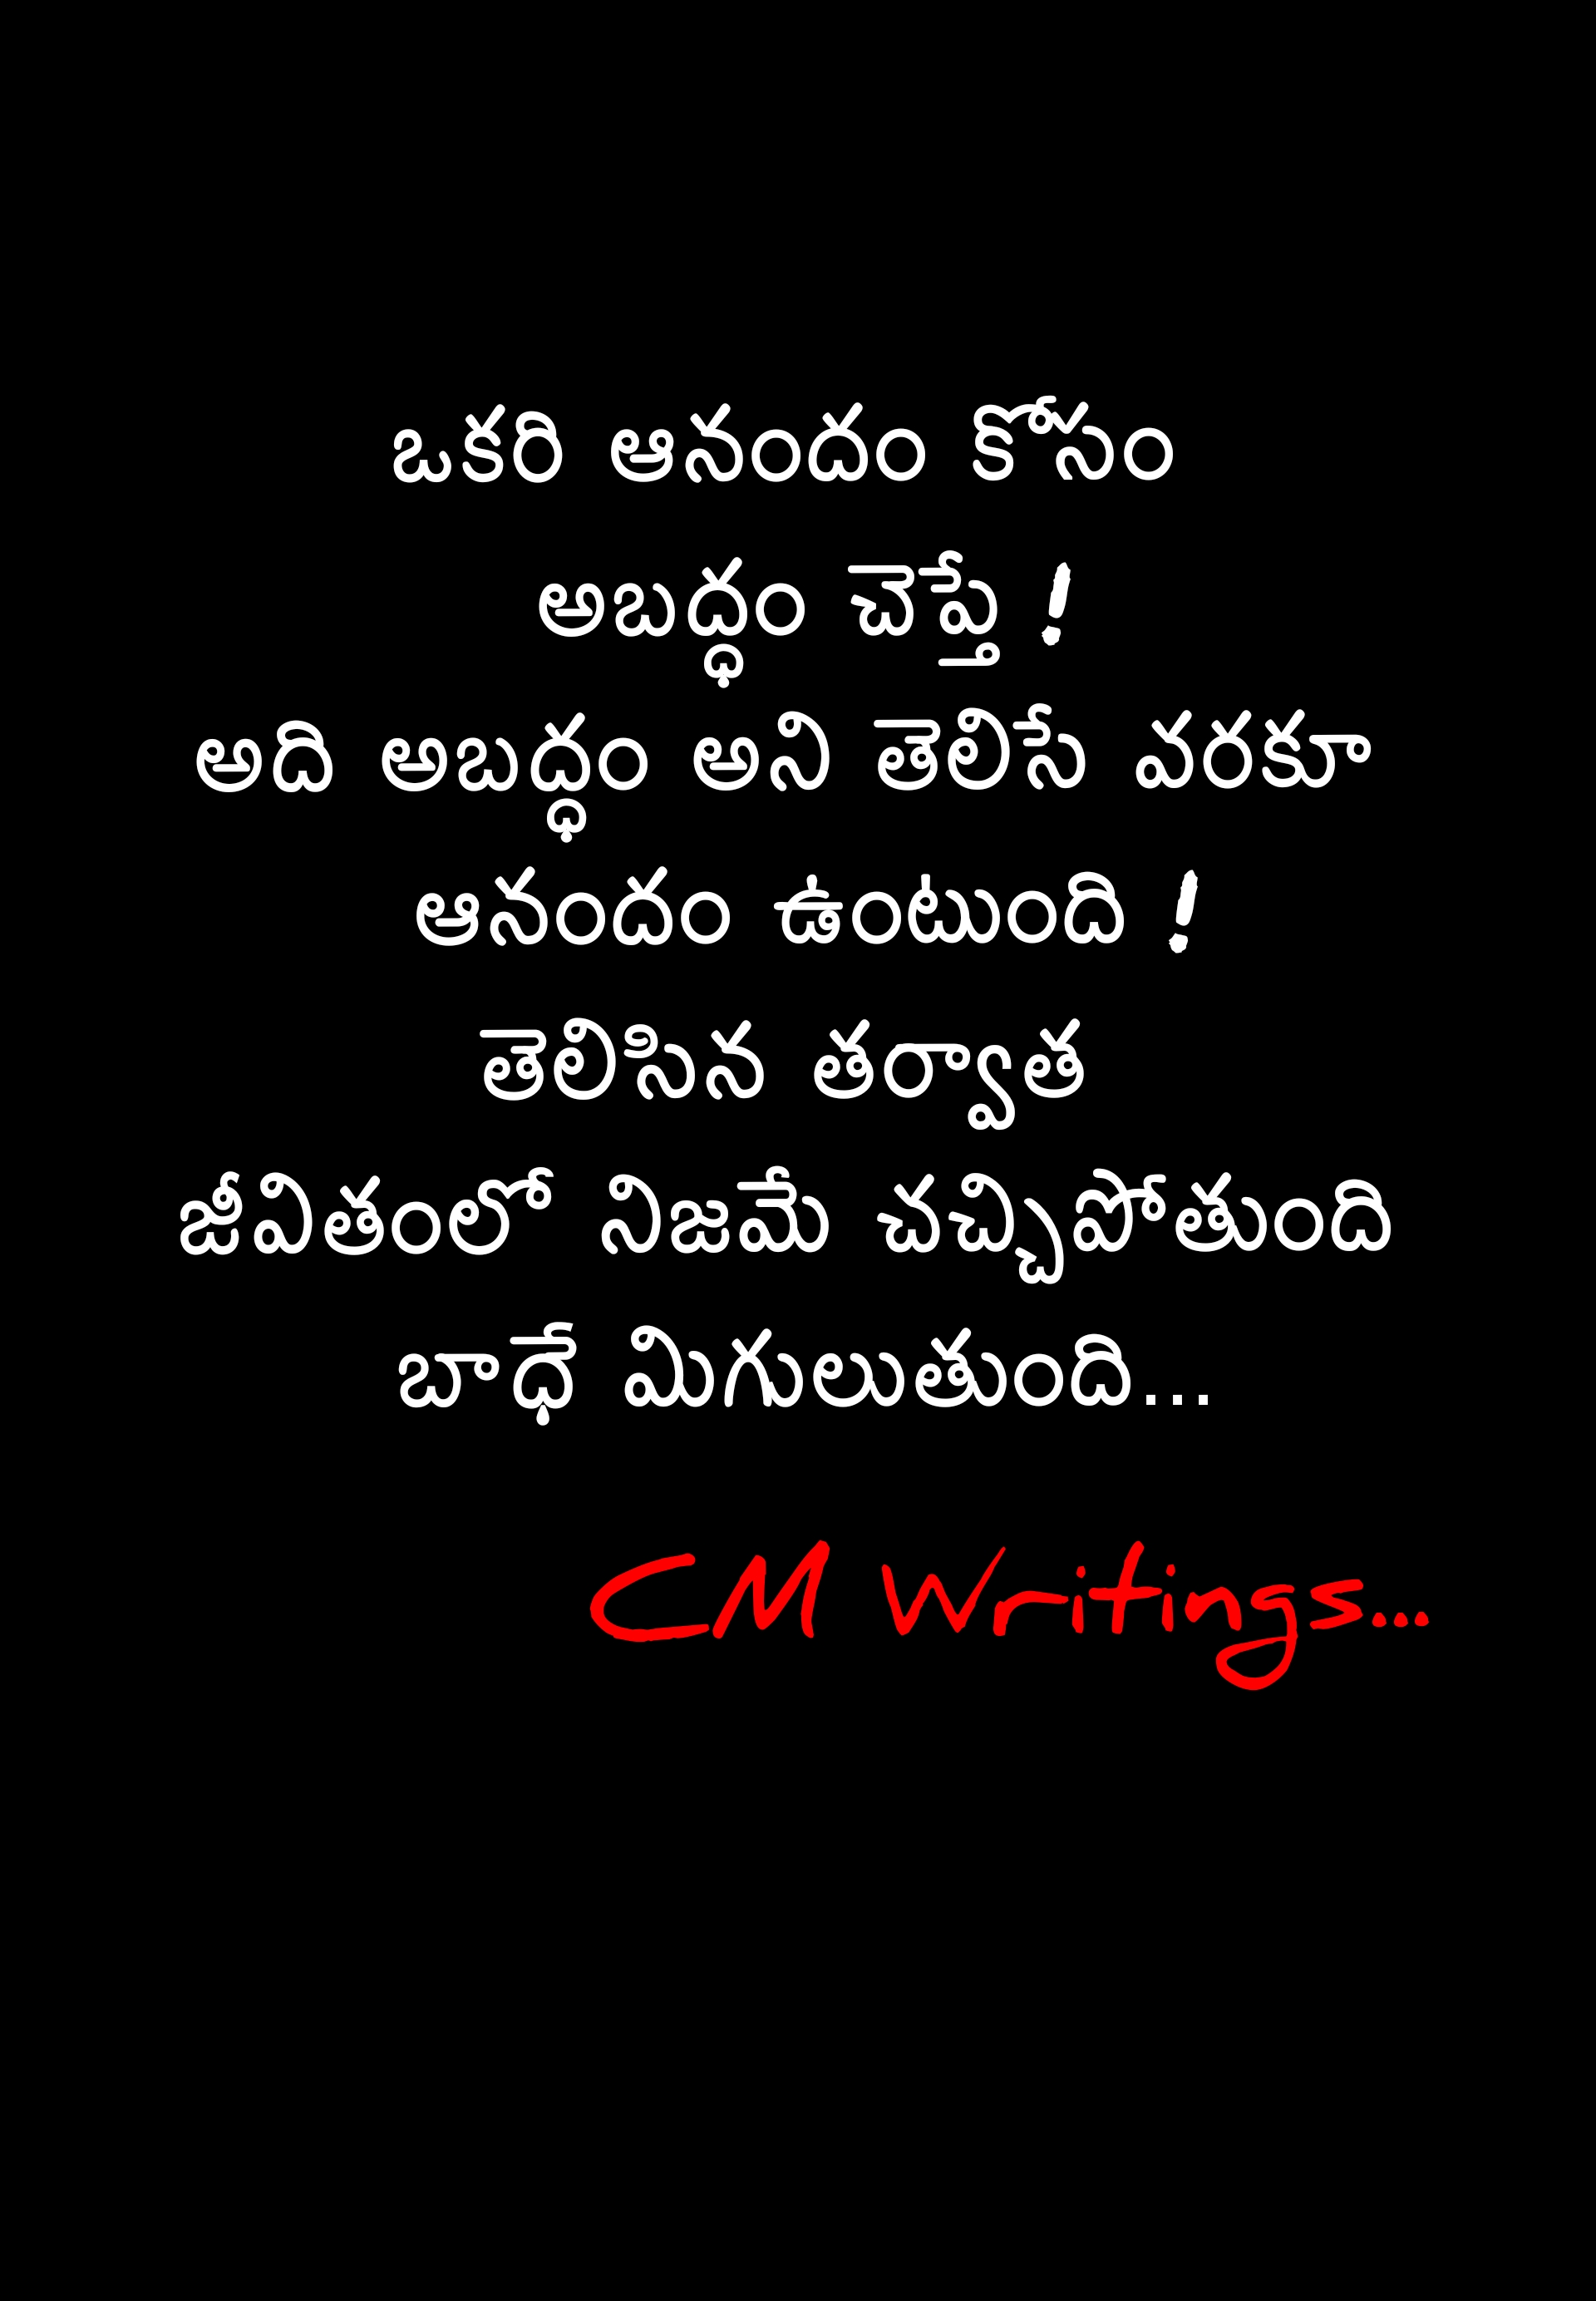 ఒకరి ఆనందం కోసం
అబద్ధం చెప్తే !
అది అబద్ధం అని తెలిసే వరకూ
ఆనందం ఉంటుంది !
తెలిసిన తర్వాత
జీవితంలో నిజమే చచ్చిపోతుంది
బాధే మిగులుతుంది...
CM Writings...